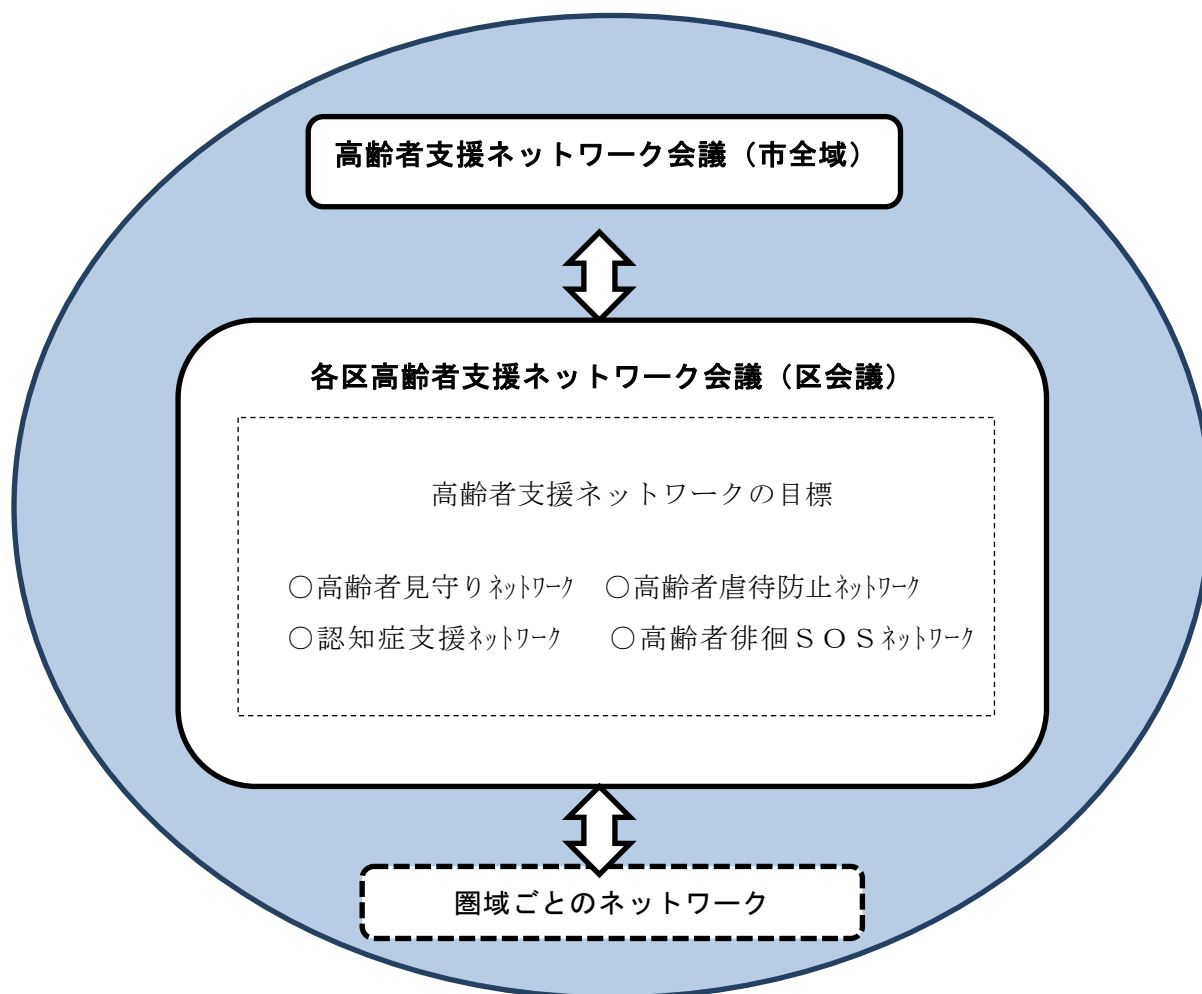 高齢者支援ネットワーク会議（市全域）
各区高齢者支援ネットワーク会議（区会議）
高齢者支援ネットワークの目標
○高齢者見守りﾈｯﾄﾜｰｸ　○高齢者虐待防止ﾈｯﾄﾜｰｸ
○認知症支援ﾈｯﾄﾜｰｸ　○高齢者徘徊ＳＯＳﾈｯﾄﾜｰｸ
圏域ごとのネットワーク